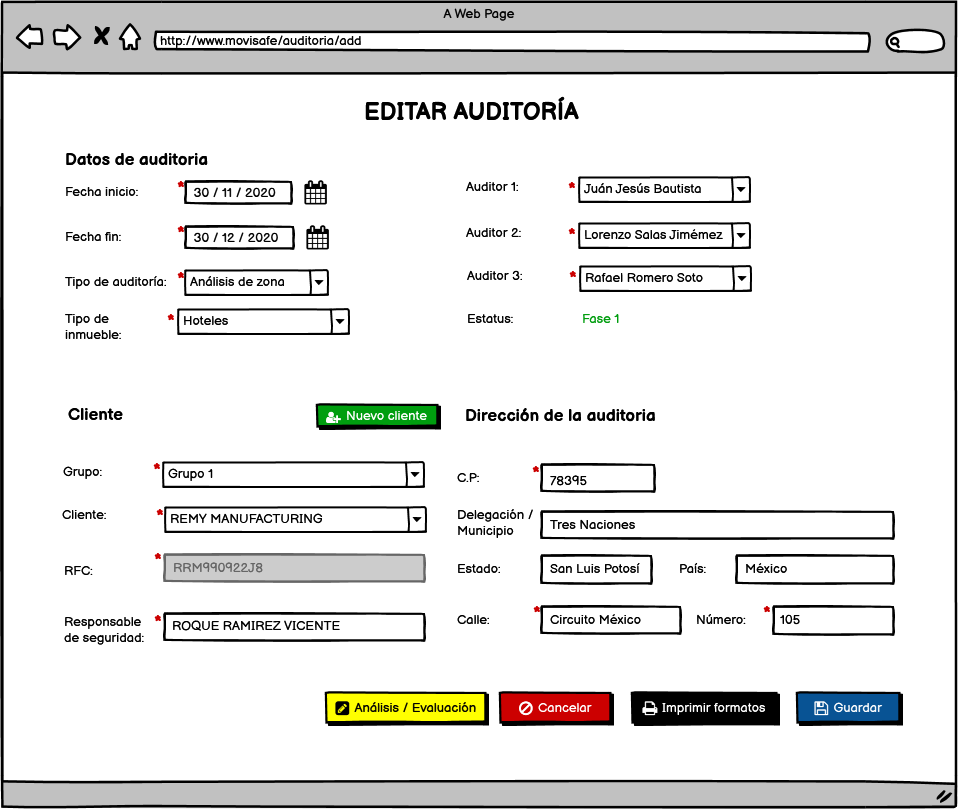 A Web Page
http://www.movisafe/auditoria/add
EDITAR AUDITORÍA
Datos de auditoria
Fecha inicio:
* 30 / 11 / 2020
Fecha fin:
* 30 / 12 / 2020
Tipo de auditoría:
* Análisis de zona
Tipo de
inmueble:
* Hoteles
Auditor 1:
* Juán Jesús Bautista
Auditor 2:
* Lorenzo Salas Jimémez
Auditor 3:
* Rafael Romero Soto
Estatus:
Fase 1
Cliente
Nuevo cliente
Grupo:
* Grupo 1
Cliente:
* REMY MANUFACTURING
RFC:
* RRM990922J8
Responsable
de seguridad:
* ROQUE RAMIREZ VICENTE
Dirección de la auditoria
C.P:
* 78395
Delegación /
Municipio
Tres Naciones
Estado:
San Luis Potosí
País:
México
Calle:
* Circuito México
Número:
* 105
Análisis / Evaluación
Cancelar
Imprimir formatos
Guardar